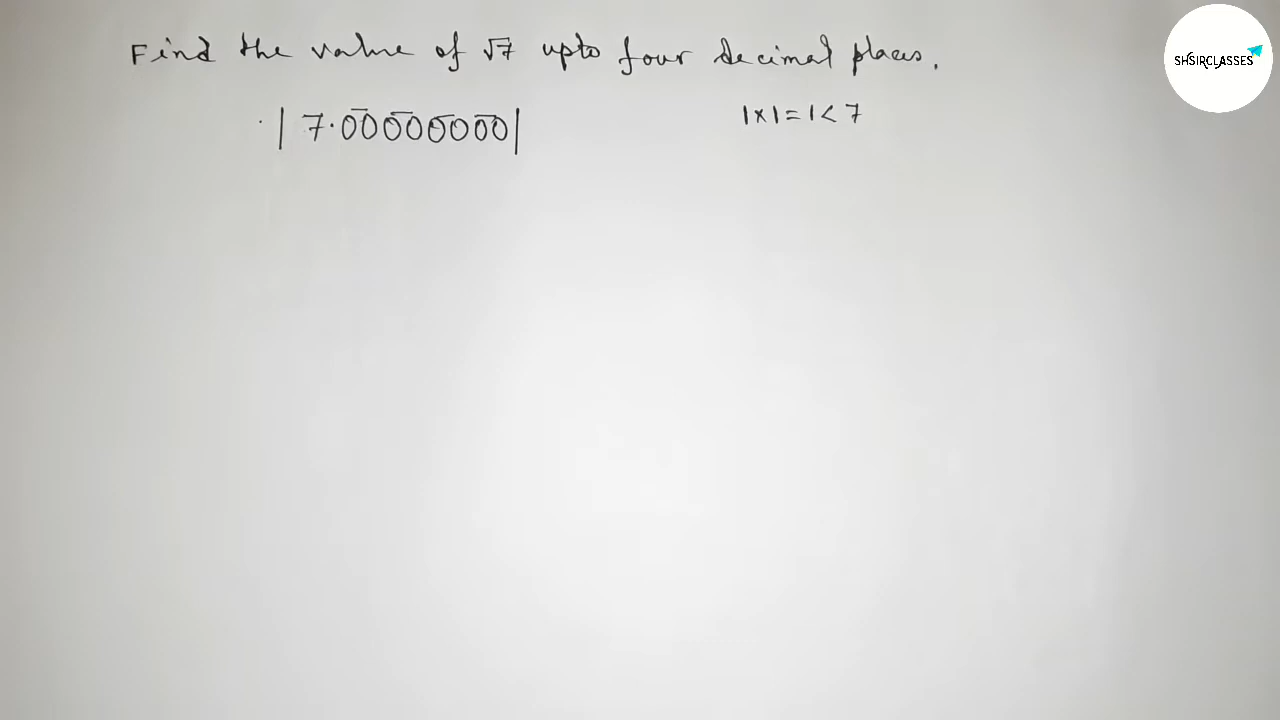 Find the value of √7 upto four decimal places.
SHSIRCLASSES
| 7.00000000 |
1×1=1<7